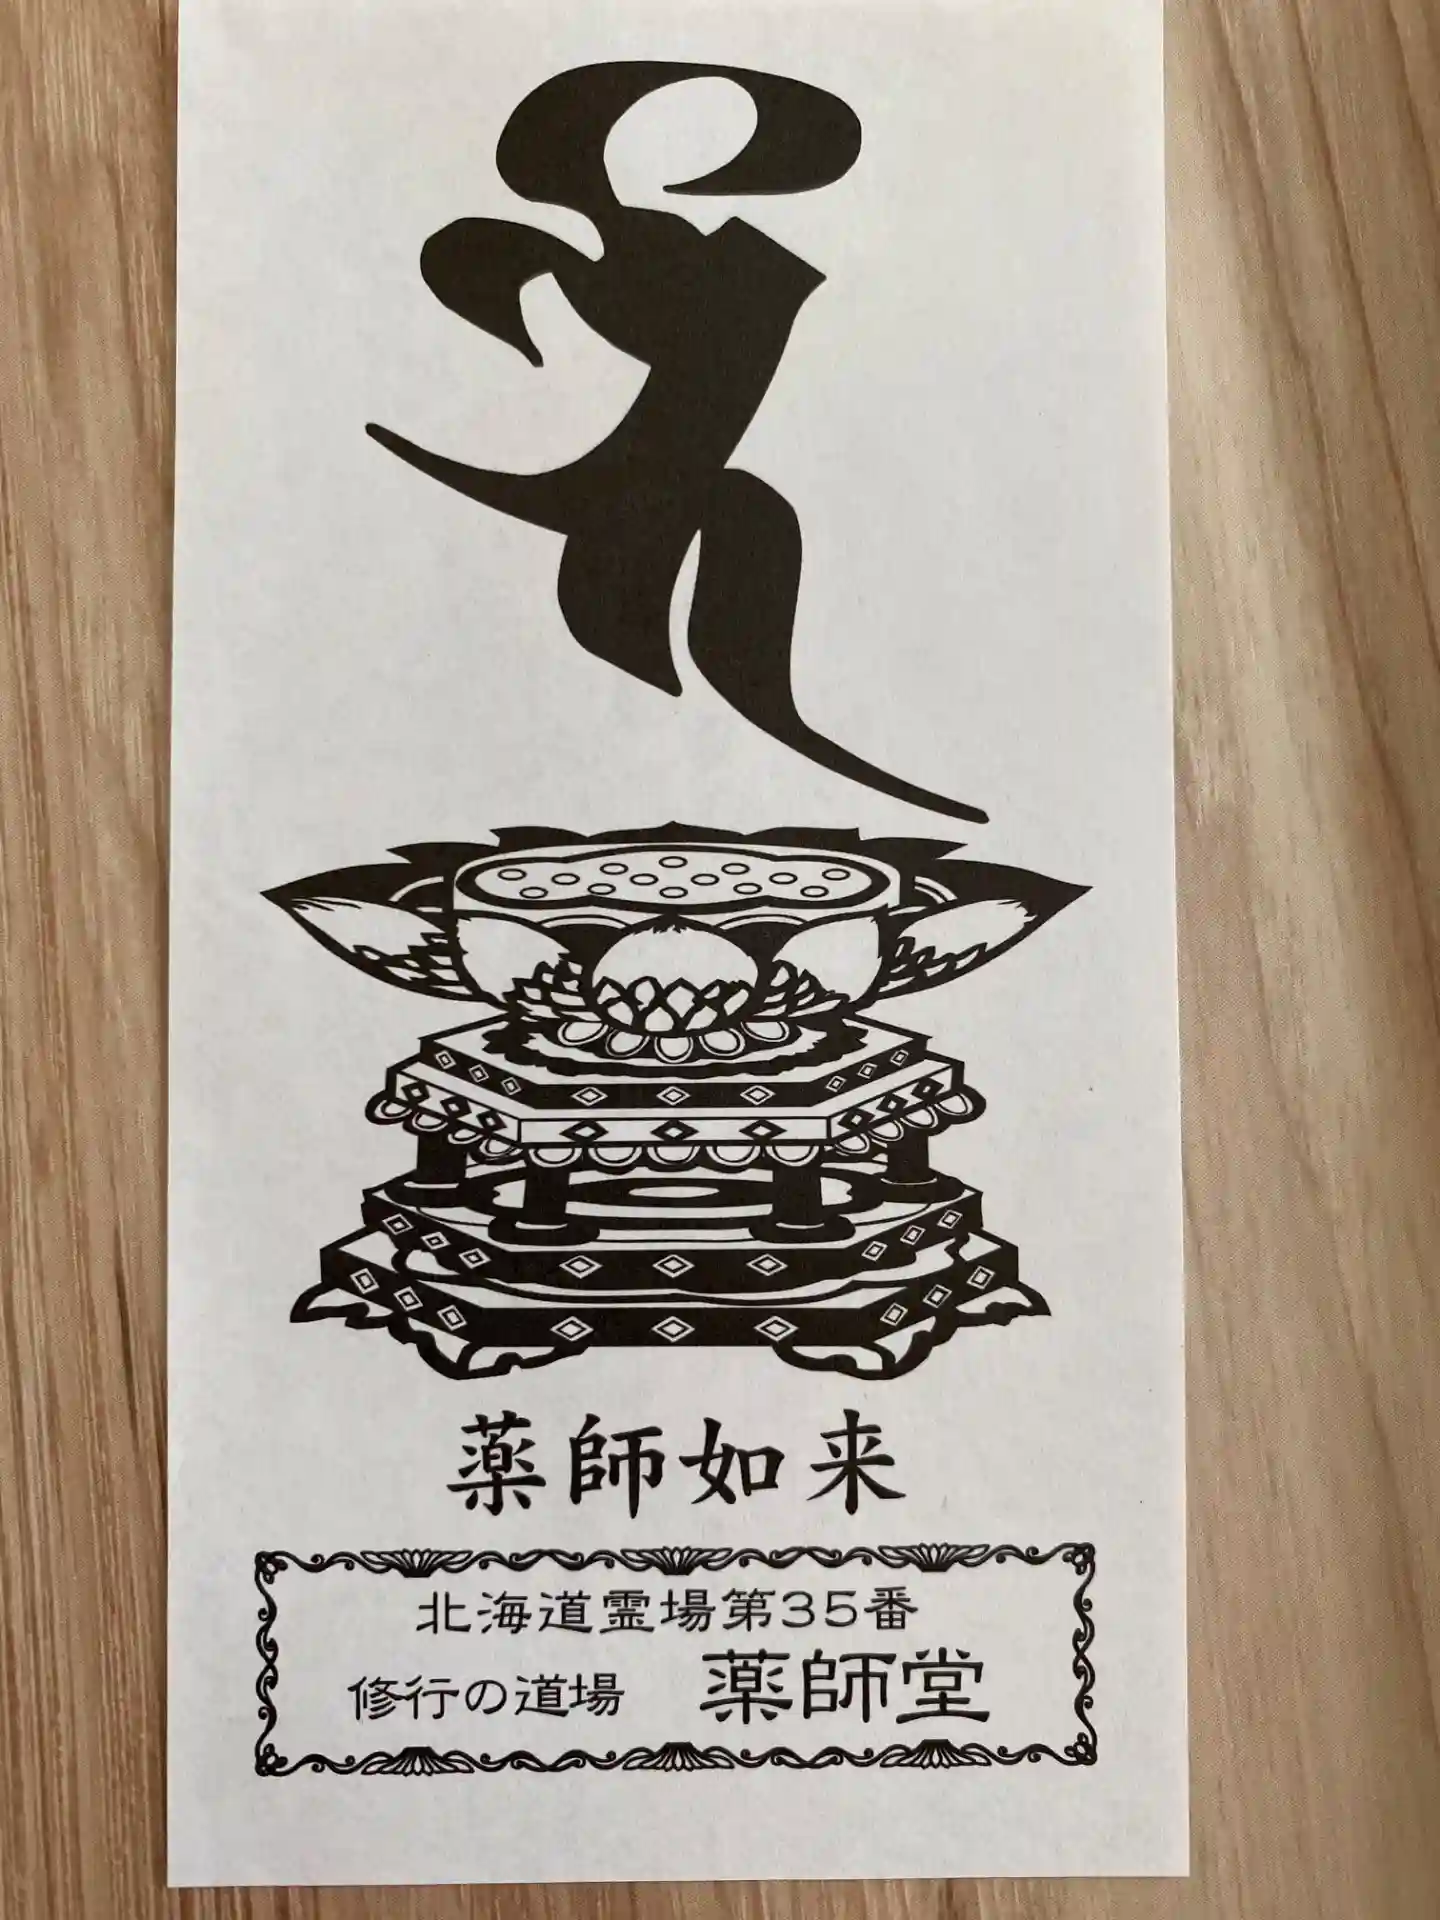 薬師如来
北海道霊場第35番
修行の道場 薬師堂